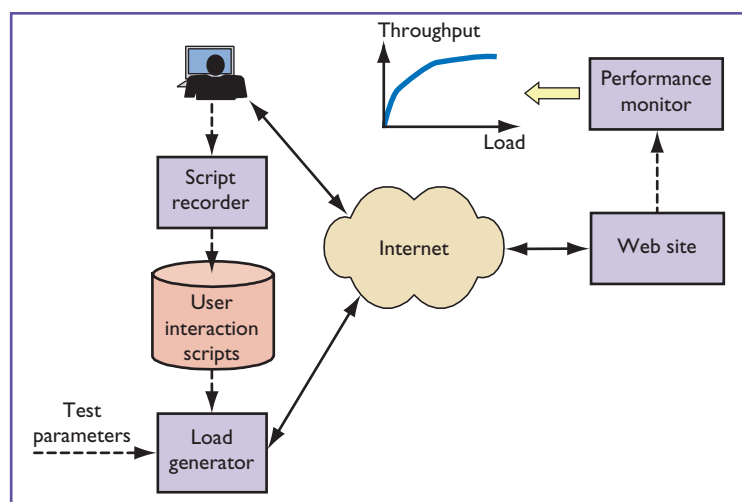 Throughput
Load
Performance
monitor
Script
recorder
Internet
Web site
User
interaction
scripts
Test
parameters
Load
generator